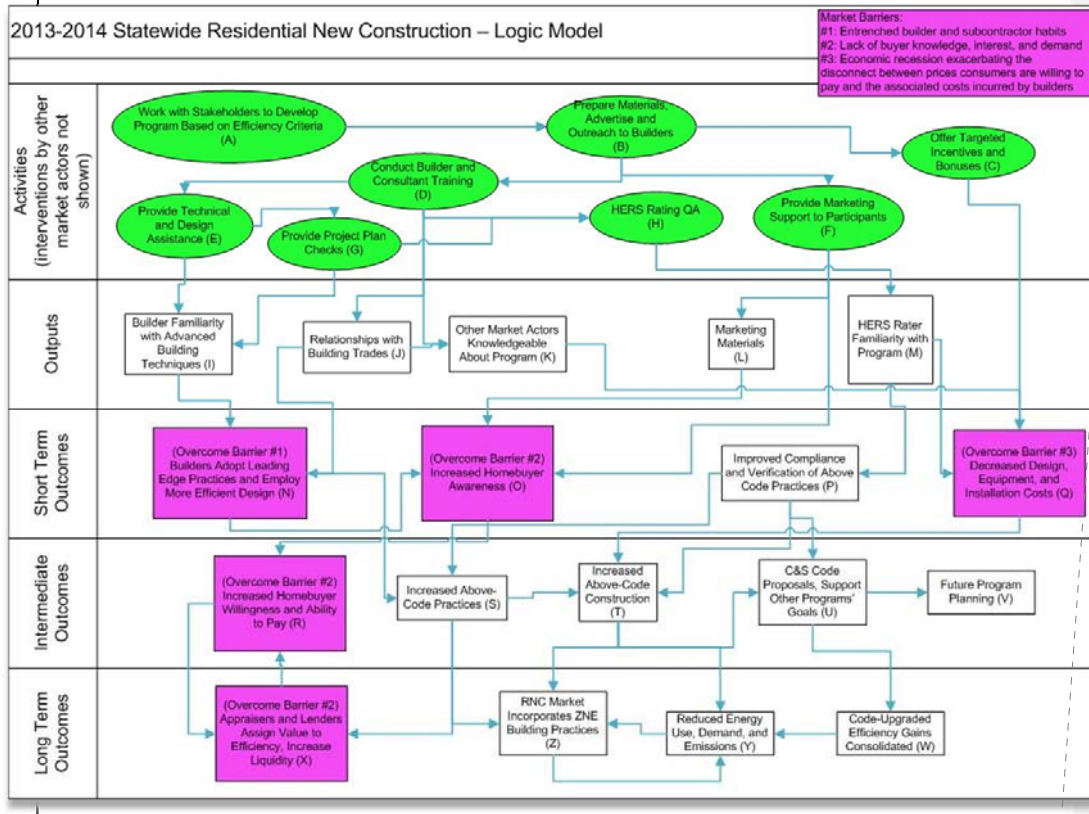 2013-2014 Statewide Residential New Construction – Logic Model
Market Barriers:
#1: Entrenched builder and subcontractor habits
#2: Lack of buyer knowledge, interest, and demand
#3: Economic recession exacerbating the
disconnect between prices consumers are willing to
pay and the associated costs incurred by builders
Activities
(interventions by other
market actors not
shown)
Work with Stakeholders to Develop
Program Based on Efficiency Criteria
(A)
Prepare Materials,
Advertise and
Outreach to Builders
(B)
Offer Targeted
Incentives and
Bonuses (C)
Conduct Builder and
Consultant Training
(D)
Provide Technical
and Design
Assistance (E)
Provide Project Plan
Checks (G)
HERS Rating QA
(H)
Provide Marketing
Support to Participants
(F)
Outputs
Builder Familiarity
with Advanced
Building
Techniques (I)
Relationships with
Building Trades (J)
Other Market Actors
Knowledgeable
About Program (K)
Marketing
Materials
(L)
HERS Rater
Familiarity with
Program (M)
Short Term
Outcomes
(Overcome Barrier #1)
Builders Adopt Leading
Edge Practices and Employ
More Efficient Design (N)
(Overcome Barrier #2)
Increased Homebuyer
Awareness (O)
Improved Compliance
and Verification of Above
Code Practices (P)
(Overcome Barrier #3)
Decreased Design,
Equipment, and
Installation Costs (Q)
Intermediate
Outcomes
(Overcome Barrier #2)
Increased Homebuyer
Willingness and Ability
to Pay (R)
Increased Above-
Code Practices (S)
Increased
Above-Code
Construction
(T)
C&S Code
Proposals, Support
Other Programs'
Goals (U)
Future Program
Planning (V)
Long Term
Outcomes
(Overcome Barrier #2)
Appraisers and Lenders
Assign Value to
Efficiency, Increase
Liquidity (X)
RNC Market
Incorporates ZNE
Building Practices
(Z)
Reduced Energy
Use, Demand, and
Emissions (Y)
Code-Upgraded
Efficiency Gains
Consolidated (W)